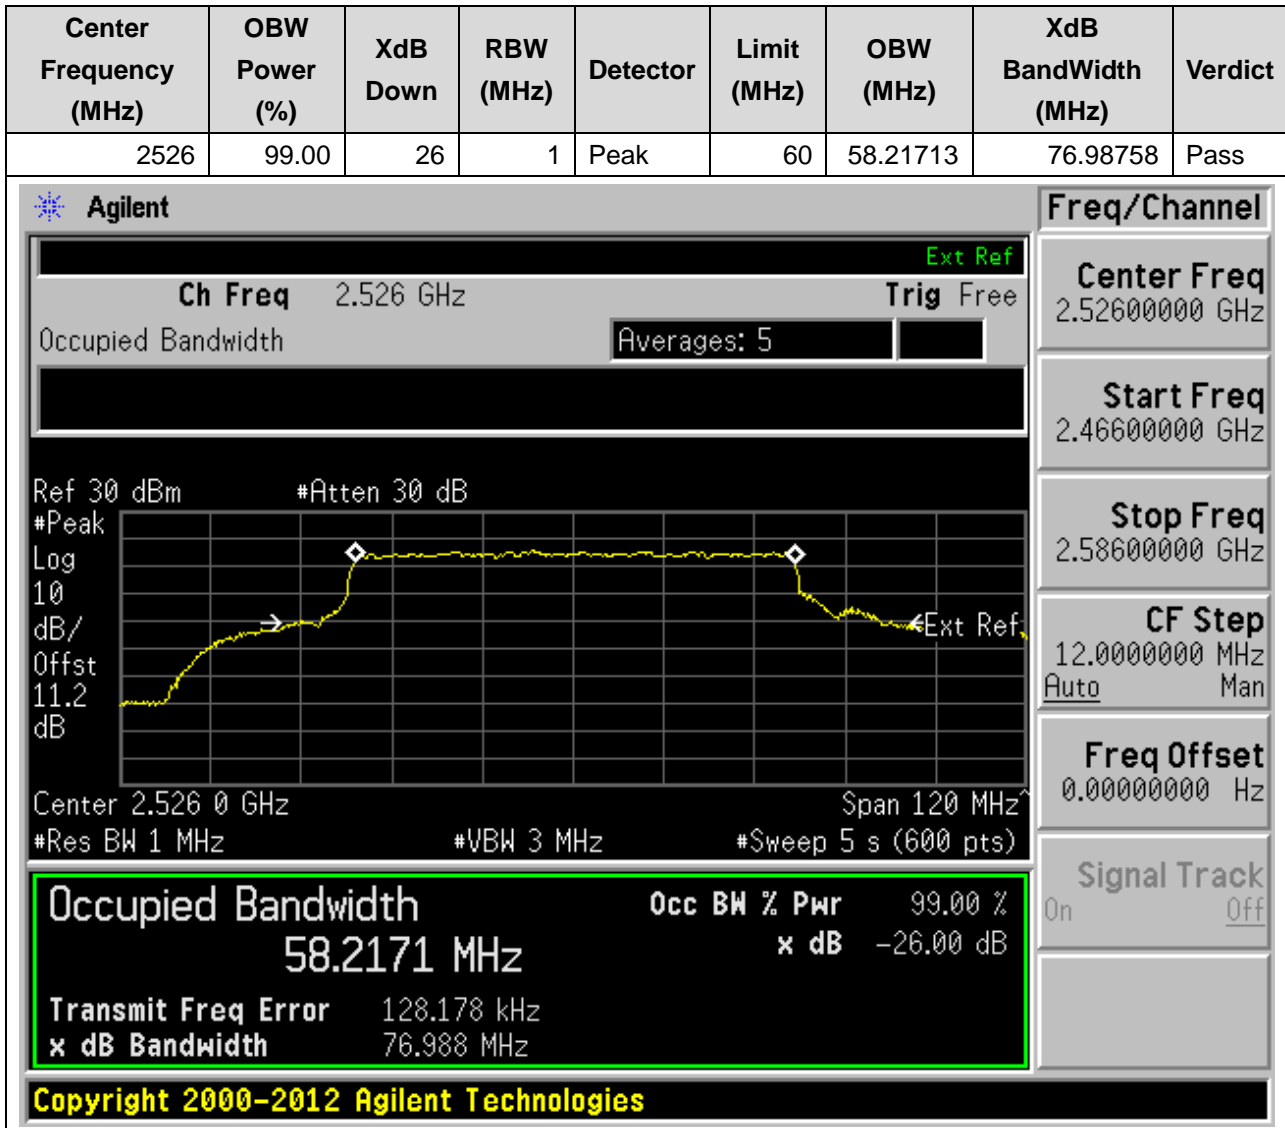 Center Frequency (MHz) OBW Power (%) XdB Down RBW (MHz) Detector Limit (MHz) OBW (MHz) XdB BandWidth (MHz) Verdict
2526 99.00 26 1 Peak 60 58.21713 76.98758 Pass
Agilent
Freq/Channel
Ext Ref
Ch Freq 2.526 GHz Trig Free
Occupied Bandwidth Averages: 5
Center Freq
2.52600000 GHz
Start Freq
2.46600000 GHz
Stop Freq
2.58600000 GHz
CF Step
12.0000000 MHz
Auto Man
Freq Offset
0.00000000 Hz
Signal Track
On Off
Ref 30 dBm #Atten 30 dB
#Peak
Log
10
dB/
Offst
11.2
dB
Ext Ref
Center 2.526 0 GHz Span 120 MHz^
#Res BW 1 MHz #VBW 3 MHz #Sweep 5 s (600 pts)
Occupied Bandwidth
58.2171 MHz
Occ BW % Pwr 99.00 %
x dB -26.00 dB
Transmit Freq Error 128.178 kHz
x dB Bandwidth 76.988 MHz
Copyright 2000-2012 Agilent Technologies